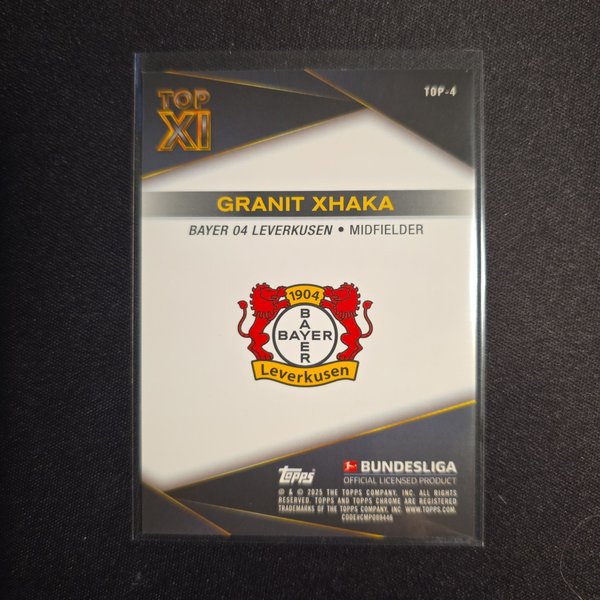 TOP
XI
TOP-4
GRANIT XHAKA
BAYER 04 LEVERKUSEN • MIDFIELDER
1904
BAYER
BAYER
Leverkusen
topps
BUNDESLIGA
OFFICIAL LICENSED PRODUCT
® & © 2025 THE TOPPS COMPANY, INC. ALL RIGHTS
RESERVED. TOPPS AND TOPPS CHROME ARE REGISTERED
TRADEMARKS OF THE TOPPS COMPANY, INC. WWW.TOPPS.COM.
CODE#CMP009446